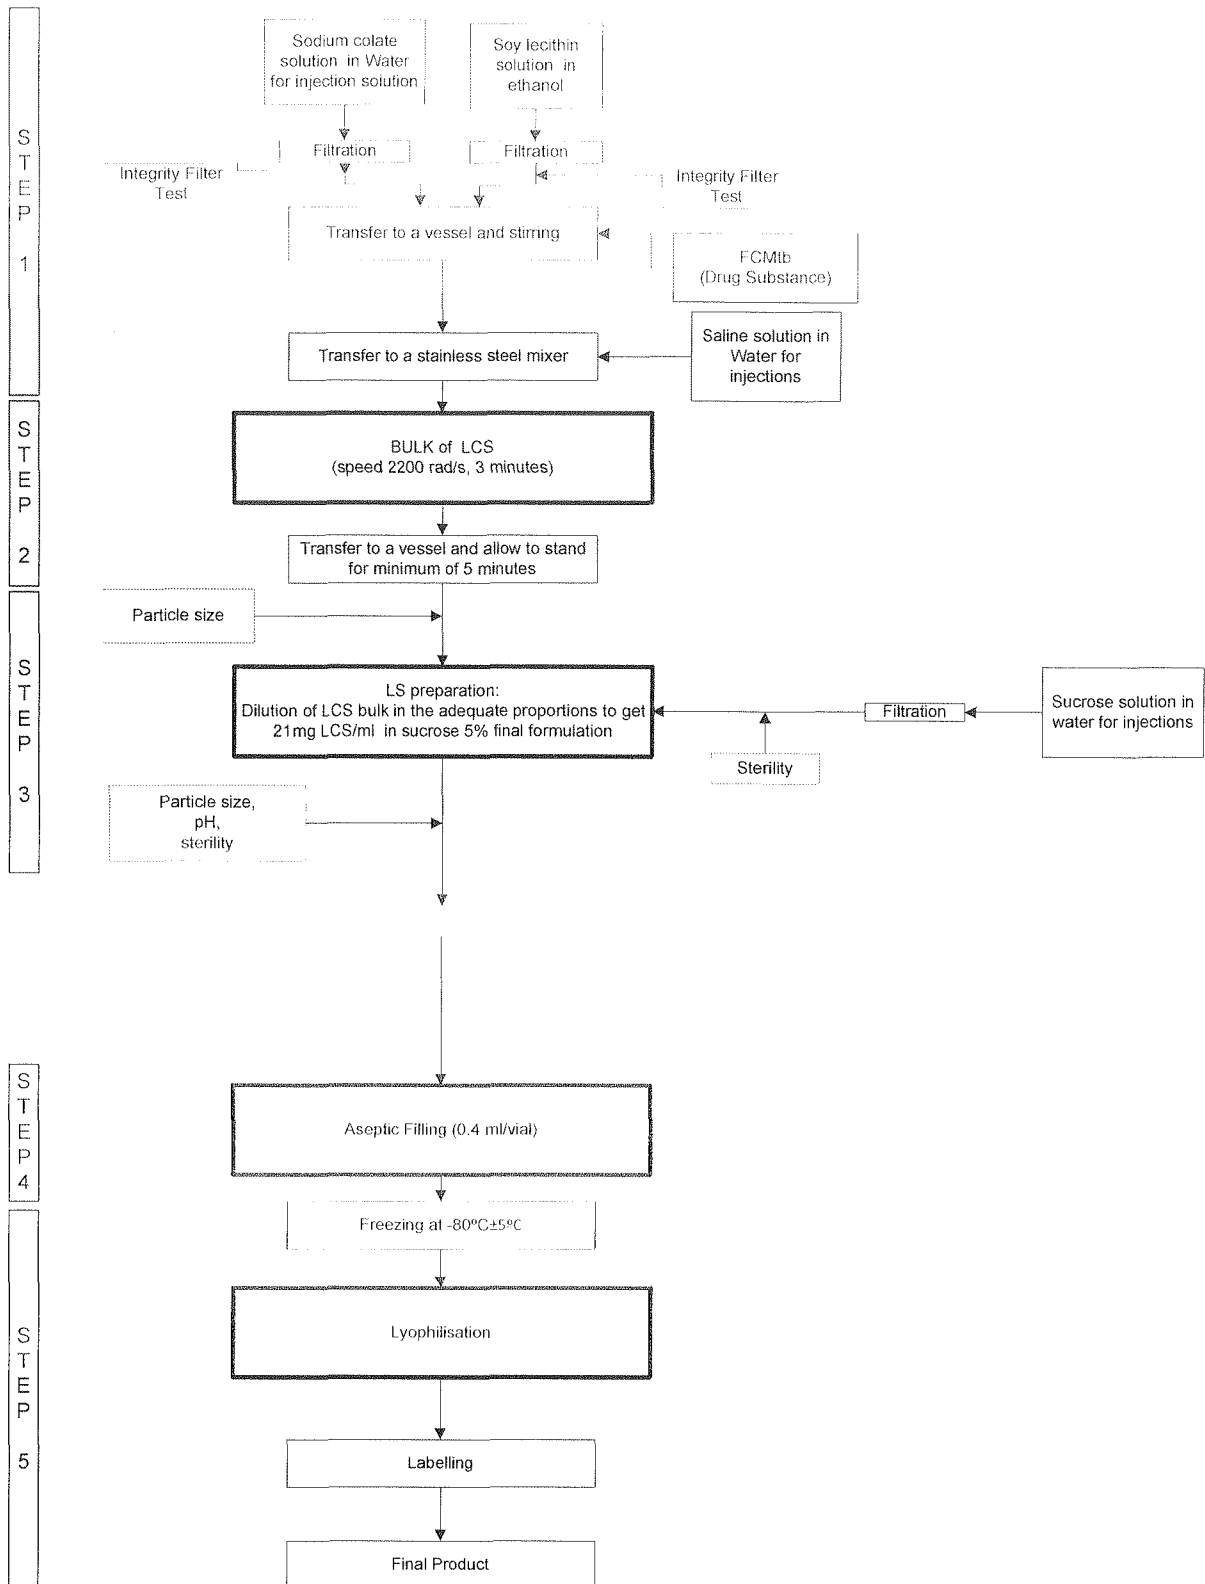 STEP 1
Sodium colate
solution in Water
for injection solution
Soy lecithin
solution in
ethanol
Filtration
Filtration
Integrity Filter
Test
Integrity Filter
Test
Transfer to a vessel and stirring
FCMtb
(Drug Substance)
Transfer to a stainless steel mixer
Saline solution in
Water for
injections
STEP 2
BULK of LCS
(speed 2200 rad/s, 3 minutes)
Transfer to a vessel and allow to stand
for minimum of 5 minutes
STEP 3
Particle size
LS preparation:
Dilution of LCS bulk in the adequate proportions to get
21mg LCS/ml in sucrose 5% final formulation
Filtration
Sucrose solution in
water for injections
Sterility
Particle size,
pH,
sterility
STEP 4
Aseptic Filling (0.4 ml/vial)
STEP 5
Freezing at -80ºC±5ºC
Lyophilisation
Labelling
Final Product